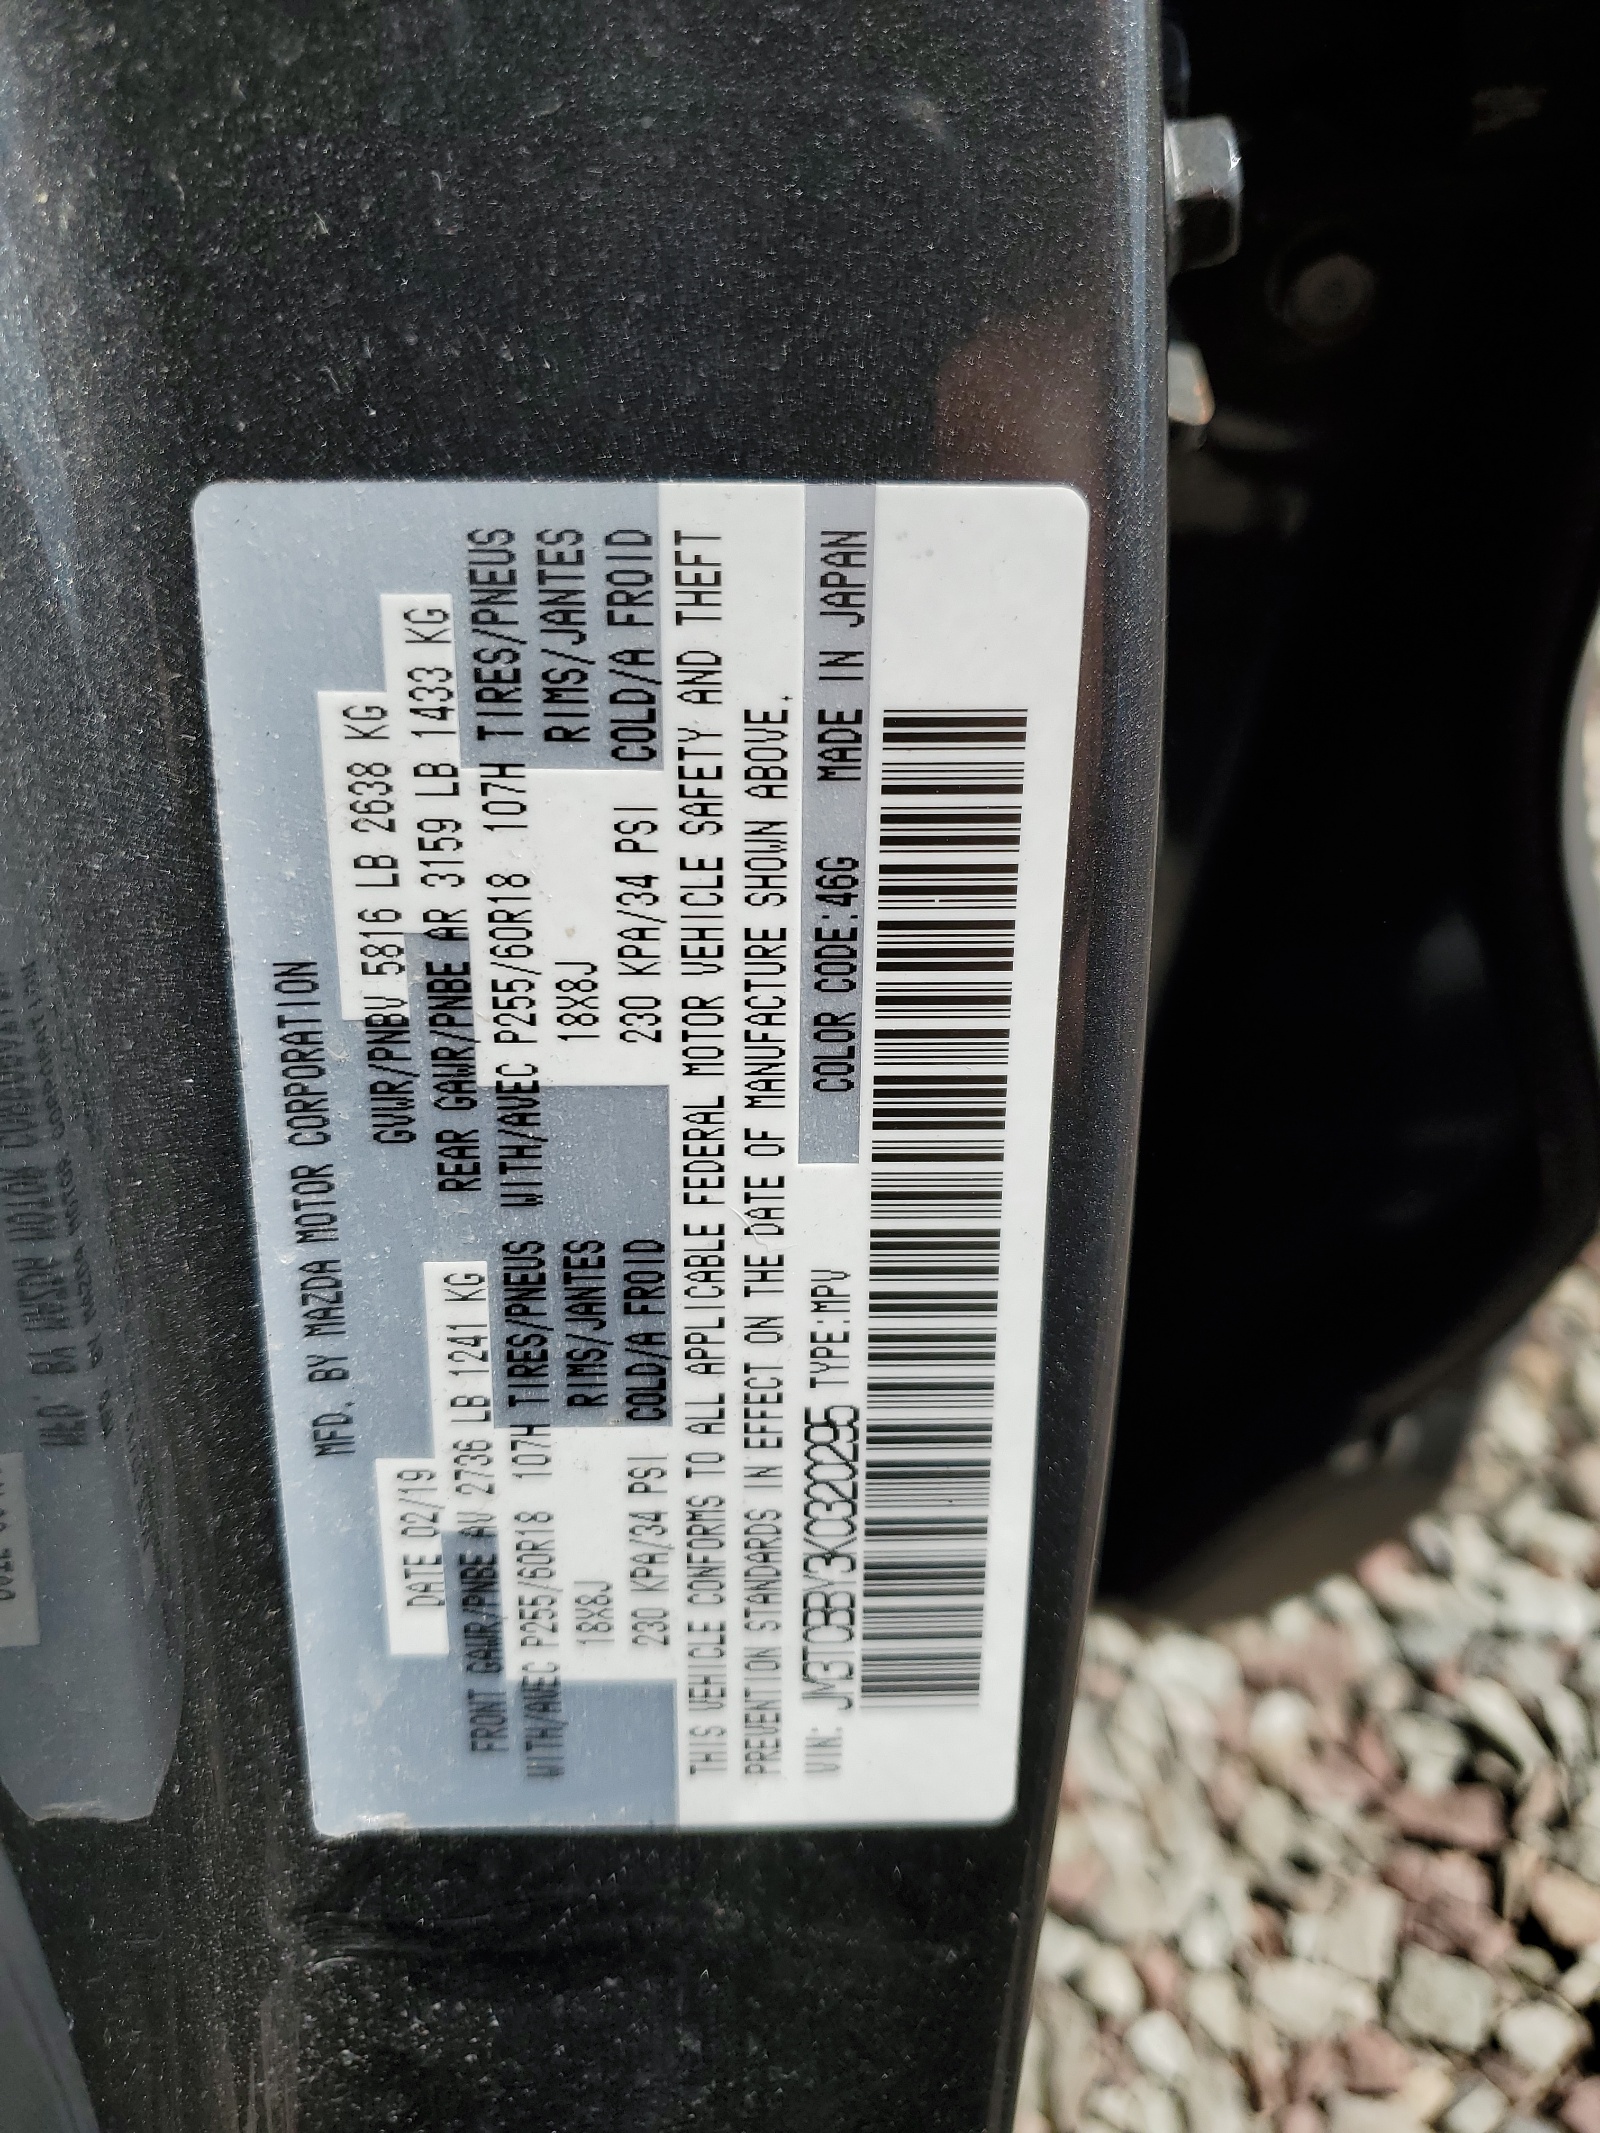 MFD. BY MAZDA MOTOR CORPORATION
DATE 02/19 GVWR/PNBV 5816 LB 2638 KG
FRONT GAWR/PNBE AV 2736 LB 1241 KG REAR GAWR/PNBE AR 3159 LB 1433 KG
WITH/AVEC P255/60R18 107H TIRES/PNEUS WITH/AVEC P255/60R18 107H TIRES/PNEUS
18X8J RIMS/JANTES 18X8J RIMS/JANTES
230 KPA/34 PSI COLD/A FROID 230 KPA/34 PSI COLD/A FROID
THIS VEHICLE CONFORMS TO ALL APPLICABLE FEDERAL MOTOR VEHICLE SAFETY AND THEFT
PREVENTION STANDARDS IN EFFECT ON THE DATE OF MANUFACTURE SHOWN ABOVE.
VIN: JM3TCBBY3K0320295 TYPE:MPV COLOR CODE:46G MADE IN JAPAN